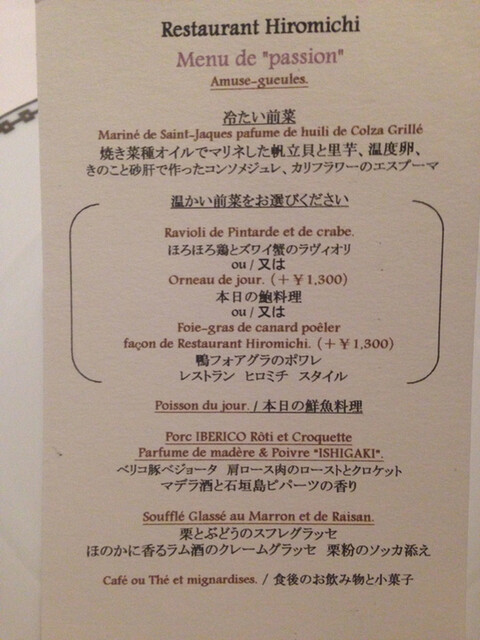 Restaurant Hiromichi
Menu de "passion"
Amuse-gueules.
冷たい前菜
Mariné de Saint-Jaques pafume de huili de Colza Grillé
焼き菜種オイルでマリネした帆立貝と里芋、温度卵、
きのこと砂肝で作ったコンソメジュレ、カリフラワーのエスプーマ
温かい前菜をお選びください
Ravioli de Pintarde et de crabe.
ほろほろ鶏とズワイ蟹のラヴィオリ
ou / 又は
Orneau de jour. (＋￥1,300)
本日の鮑料理
ou / 又は
Foie-gras de canard poêler
façon de Restaurant Hiromichi. (＋￥1,300)
鴨フォアグラのポワレ
レストラン ヒロミチ スタイル
Poisson du jour. / 本日の鮮魚料理
Porc IBERICO Rôti et Croquette
Parfume de madère & Poivre "ISHIGAKI".
ベリコ豚ベジョータ 肩ロース肉のローストとクロケット
マデラ酒と石垣島ピパーツの香り
Soufflé Glassé au Marron et de Raisan.
栗とぶどうのスフレグラッセ
ほのかに香るラム酒のクレームグラッセ 栗粉のソッカ添え
Café ou Thé et mignardises. / 食後のお飲み物と小菓子